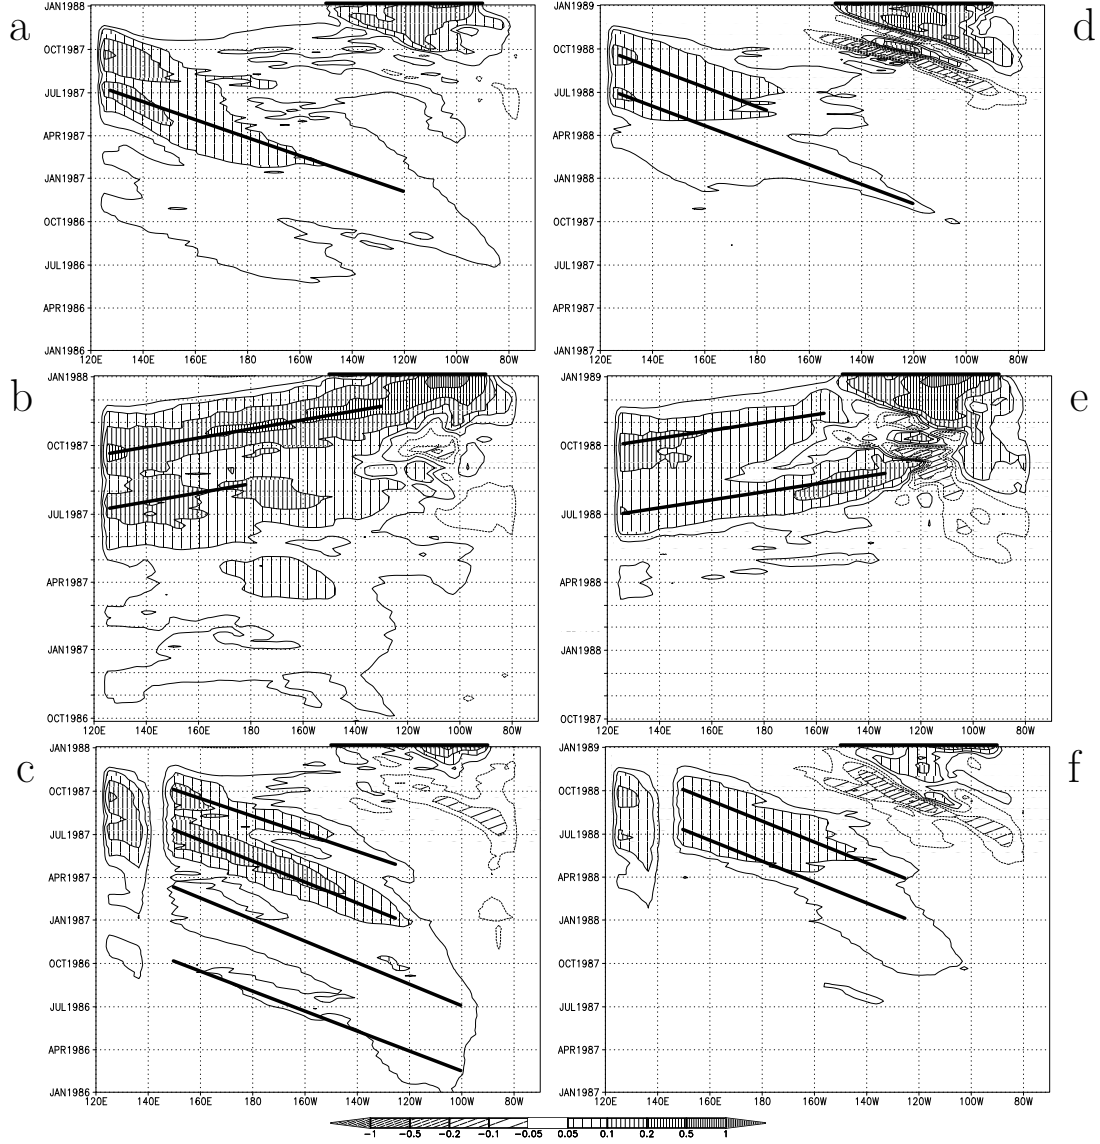 a
JAN1988
OCT1987
JUL1987
APR1987
JAN1987
OCT1986
JUL1986
APR1986
JAN1986
120E 140E 160E 180 160W 140W 120W 100W 80W
d
JAN1989
OCT1988
JUL1988
APR1988
JAN1988
OCT1987
JUL1987
APR1987
JAN1987
120E 140E 160E 180 160W 140W 120W 100W 80W
b
JAN1988
OCT1987
JUL1987
APR1987
JAN1987
OCT1986
120E 140E 160E 180 160W 140W 120W 100W 80W
e
JAN1989
OCT1988
JUL1988
APR1988
JAN1988
OCT1987
120E 140E 160E 180 160W 140W 120W 100W 80W
c
JAN1988
OCT1987
JUL1987
APR1987
JAN1987
OCT1986
JUL1986
APR1986
JAN1986
120E 140E 160E 180 160W 140W 120W 100W 80W
f
JAN1989
OCT1988
JUL1988
APR1988
JAN1988
OCT1987
JUL1987
APR1987
JAN1987
120E 140E 160E 180 160W 140W 120W 100W 80W
-1 -0.5 -0.2 -0.1 -0.05 0.05 0.1 0.2 0.5 1